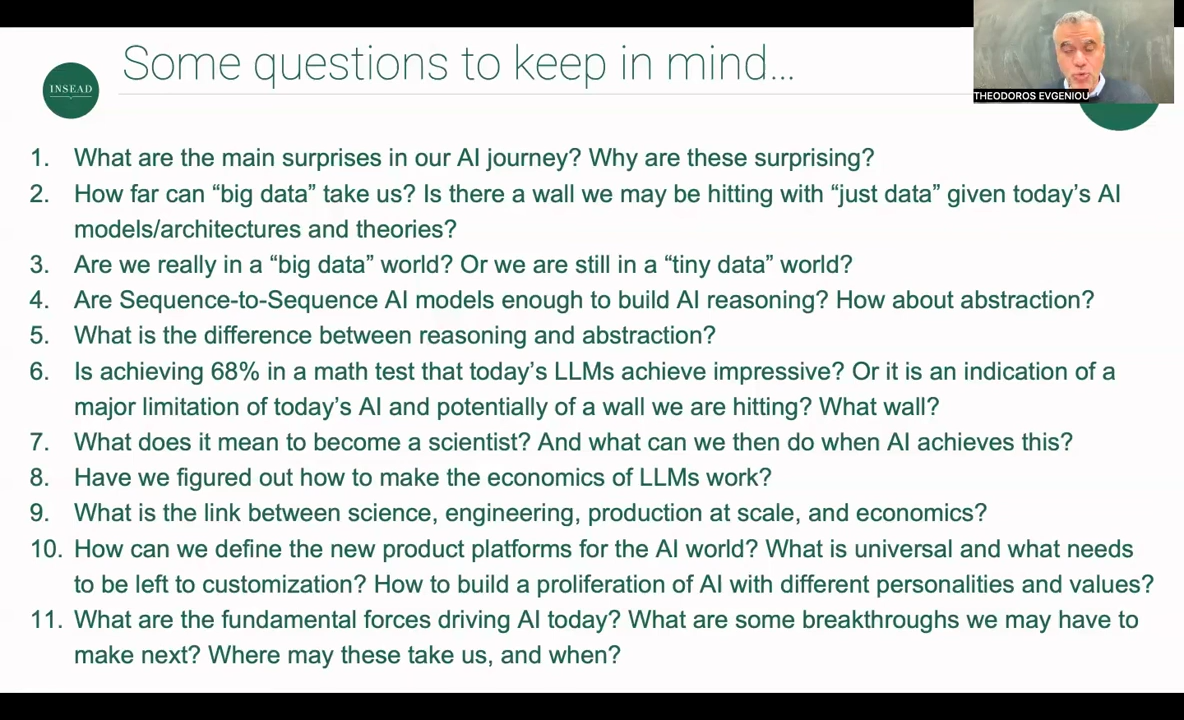 Some questions to keep in mind...
INSEAD
THEODOROS EVGENIOU
1. What are the main surprises in our AI journey? Why are these surprising?
2. How far can “big data” take us? Is there a wall we may be hitting with “just data” given today’s AI
models/architectures and theories?
3. Are we really in a “big data” world? Or we are still in a “tiny data” world?
4. Are Sequence-to-Sequence AI models enough to build AI reasoning? How about abstraction?
5. What is the difference between reasoning and abstraction?
6. Is achieving 68% in a math test that today’s LLMs achieve impressive? Or it is an indication of a
major limitation of today’s AI and potentially of a wall we are hitting? What wall?
7. What does it mean to become a scientist? And what can we then do when AI achieves this?
8. Have we figured out how to make the economics of LLMs work?
9. What is the link between science, engineering, production at scale, and economics?
10. How can we define the new product platforms for the AI world? What is universal and what needs
to be left to customization? How to build a proliferation of AI with different personalities and values?
11. What are the fundamental forces driving AI today? What are some breakthroughs we may have to
make next? Where may these take us, and when?